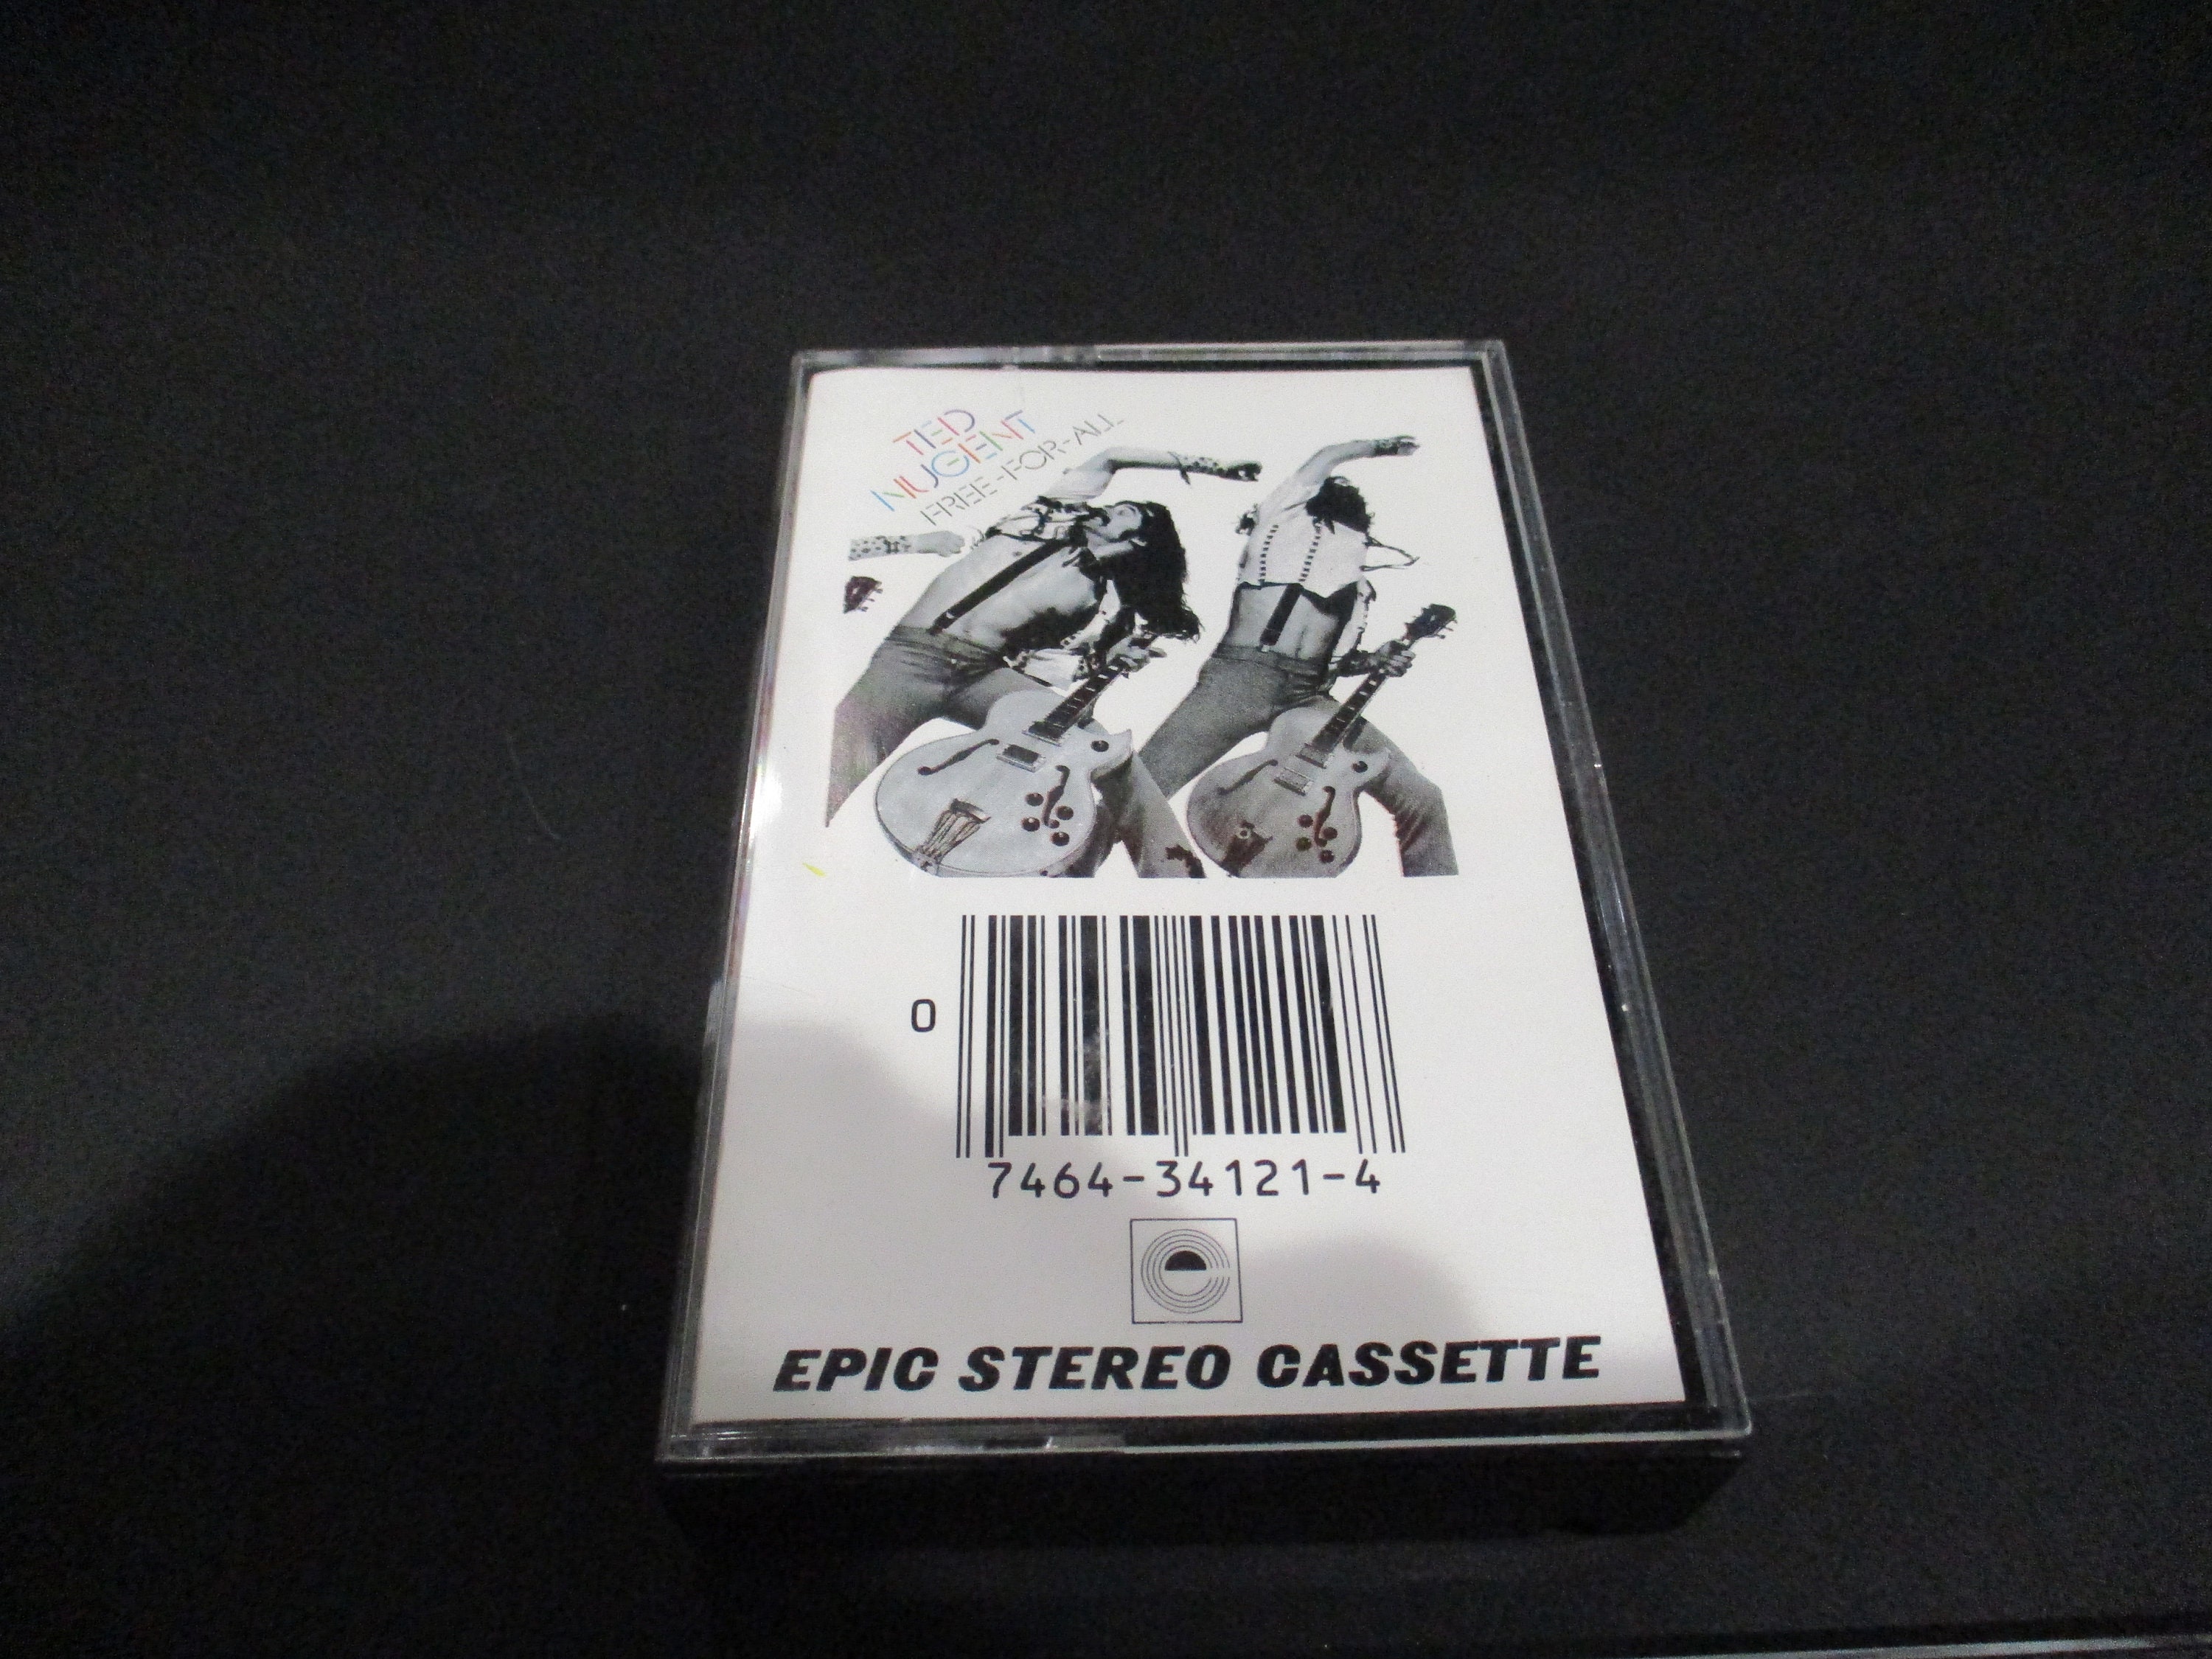 TED
NUGENT
FREE-FOR-ALL
0
7464-34121-4
EPIC STEREO CASSETTE